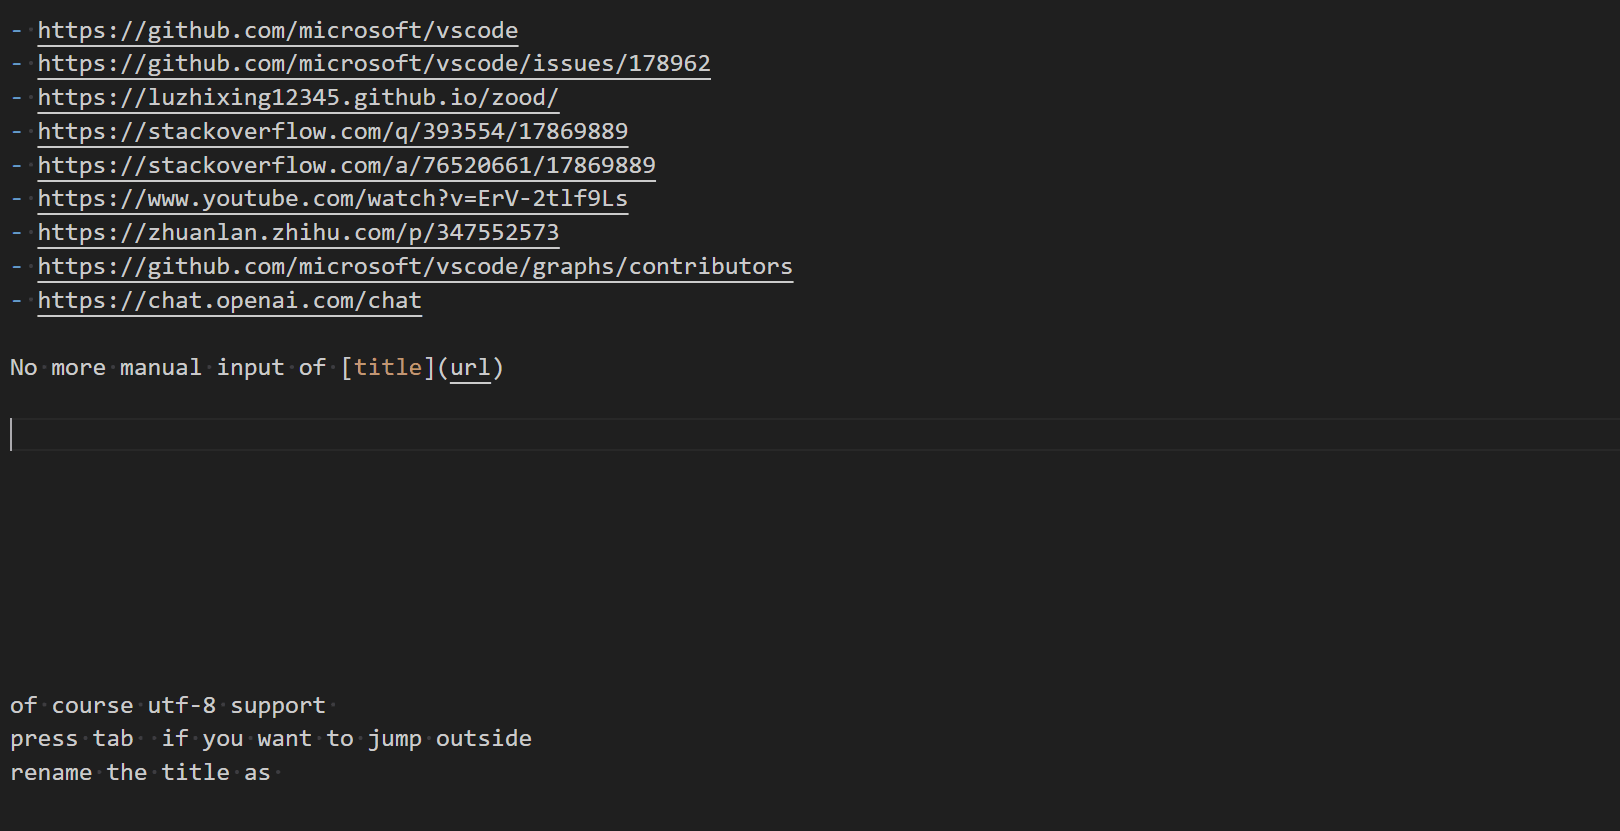 - https://github.com/microsoft/vscode
- https://github.com/microsoft/vscode/issues/178962
- https://luzhixing12345.github.io/zood/
- https://stackoverflow.com/q/393554/17869889
- https://stackoverflow.com/a/76520661/17869889
- https://www.youtube.com/watch?v=ErV-2tlf9Ls
- https://zhuanlan.zhihu.com/p/347552573
- https://github.com/microsoft/vscode/graphs/contributors
- https://chat.openai.com/chat
No more manual input of [title](url)
of course utf-8 support
press tab  if you want to jump outside
rename the title as